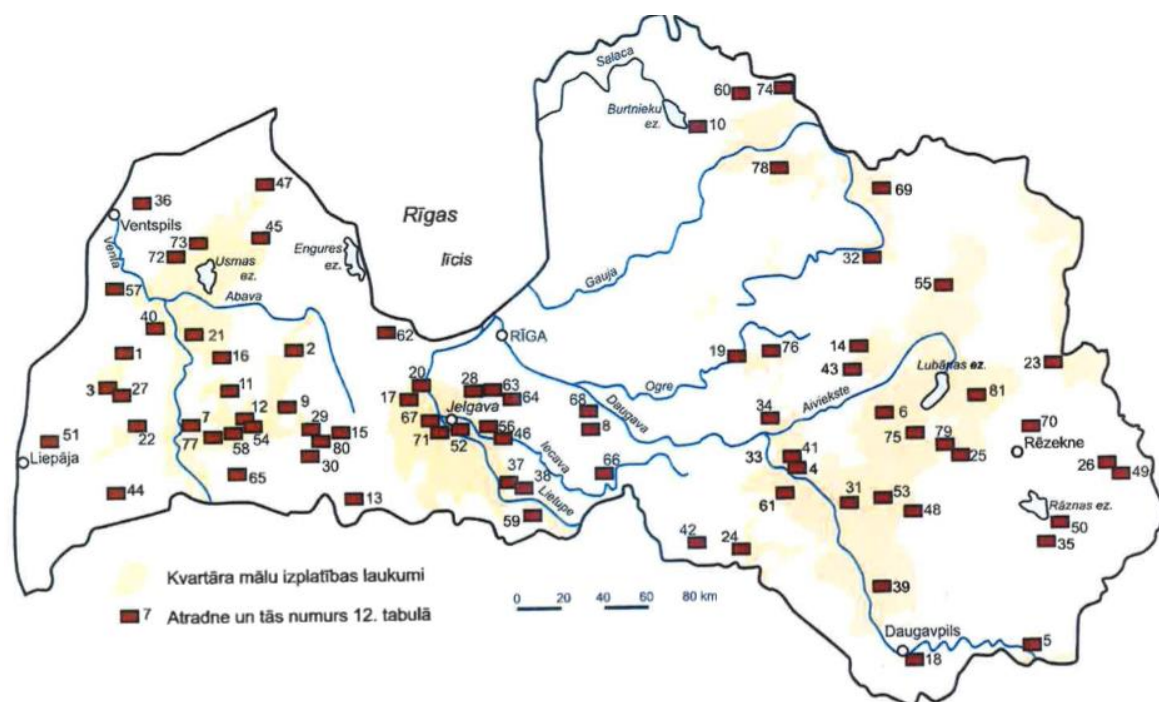 Salaca
60
74
Burtnieku
ez.
10
78
69
47
36
Ventspils
Rīgas
līcis
45
73
72
Engures
ez.
Usmas
ez.
Venta
Gauja
32
57
Abava
55
40
21
62
RĪGA
1
16
2
19
76
14
43
Lubānas ez.
23
Ogre
3
27
11
20
28
63
17
64
Daugava
Aiviekste
81
9
12
Jelgava
68
34
6
7
29
67
56
8
70
22
54
15
75
79
51
77
58
80
71
52
46
Iecava
41
Rēzekne
Liepāja
30
33
4
25
26
49
65
37
38
66
44
13
Lielupe
61
31
53
48
Rāznas ez.
59
50
42
24
35
Kvartāra mālu izplatības laukumi
39
0 20 40 60 80 km
7 Atradne un tās numurs 12. tabulā
Daugavpils
5
18